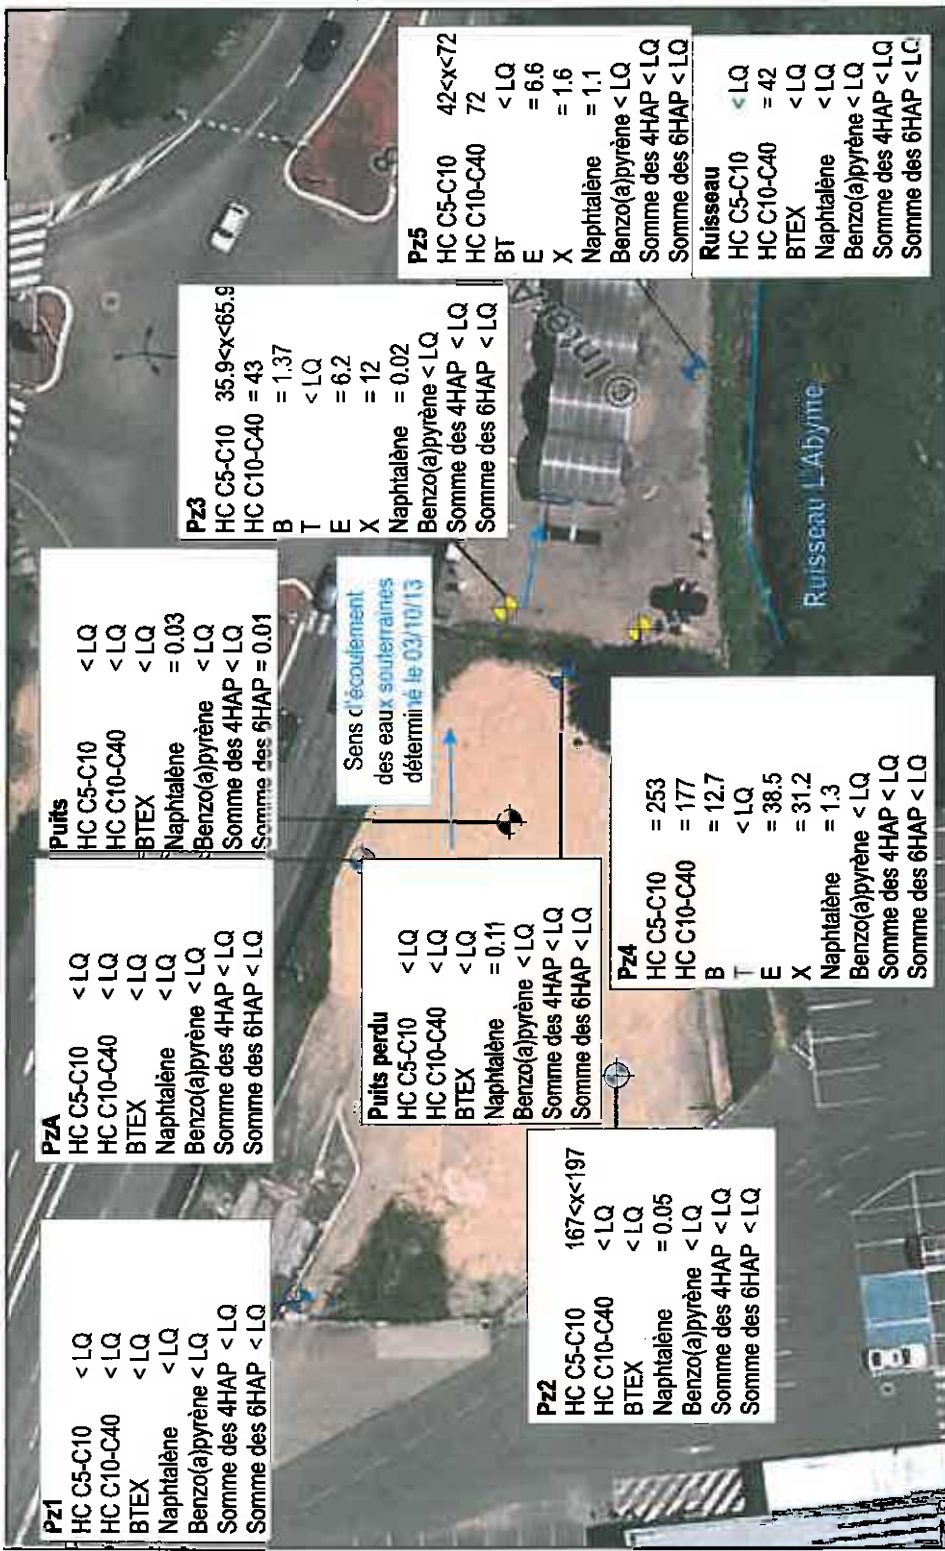 Pz1
HC C5-C10 < LQ
HC C10-C40 < LQ
BTEX < LQ
Naphtalène < LQ
Benzo(a)pyrène < LQ
Somme des 4HAP < LQ
Somme des 6HAP < LQ
PzA
HC C5-C10 < LQ
HC C10-C40 < LQ
BTEX < LQ
Naphtalène < LQ
Benzo(a)pyrène < LQ
Somme des 4HAP < LQ
Somme des 6HAP < LQ
Puits
HC C5-C10 < LQ
HC C10-C40 < LQ
BTEX < LQ
Naphtalène = 0.03
Benzo(a)pyrène < LQ
Somme des 4HAP < LQ
Somme des 6HAP = 0.01
Pz3
HC C5-C10 35.9<x<65.9
HC C10-C40 = 43
B = 1.37
T < LQ
E = 6.2
X = 12
Naphtalène = 0.02
Benzo(a)pyrène < LQ
Somme des 4HAP < LQ
Somme des 6HAP < LQ
Pz5
HC C5-C10 42<x<72
HC C10-C40 72
BT < LQ
E = 6.6
X = 1.6
Naphtalène = 1.1
Benzo(a)pyrène < LQ
Somme des 4HAP < LQ
Somme des 6HAP < LQ
Sens d'écoulement
des eaux souterraines
déterminé le 03/10/13
Puits perdu
HC C5-C10 < LQ
HC C10-C40 < LQ
BTEX < LQ
Naphtalène = 0.11
Benzo(a)pyrène < LQ
Somme des 4HAP < LQ
Somme des 6HAP < LQ
Pz2
HC C5-C10 167<x<197
HC C10-C40 < LQ
BTEX < LQ
Naphtalène = 0.05
Benzo(a)pyrène < LQ
Somme des 4HAP < LQ
Somme des 6HAP < LQ
Pz4
HC C5-C10 = 253
HC C10-C40 = 177
B = 12.7
T < LQ
E = 38.5
X = 31.2
Naphtalène = 1.3
Benzo(a)pyrène < LQ
Somme des 4HAP < LQ
Somme des 6HAP < LQ
Ruisseau
HC C5-C10 < LQ
HC C10-C40 = 42
BTEX < LQ
Naphtalène < LQ
Benzo(a)pyrène < LQ
Somme des 4HAP < LQ
Somme des 6HAP < LQ
Ruisseau L'Abyme